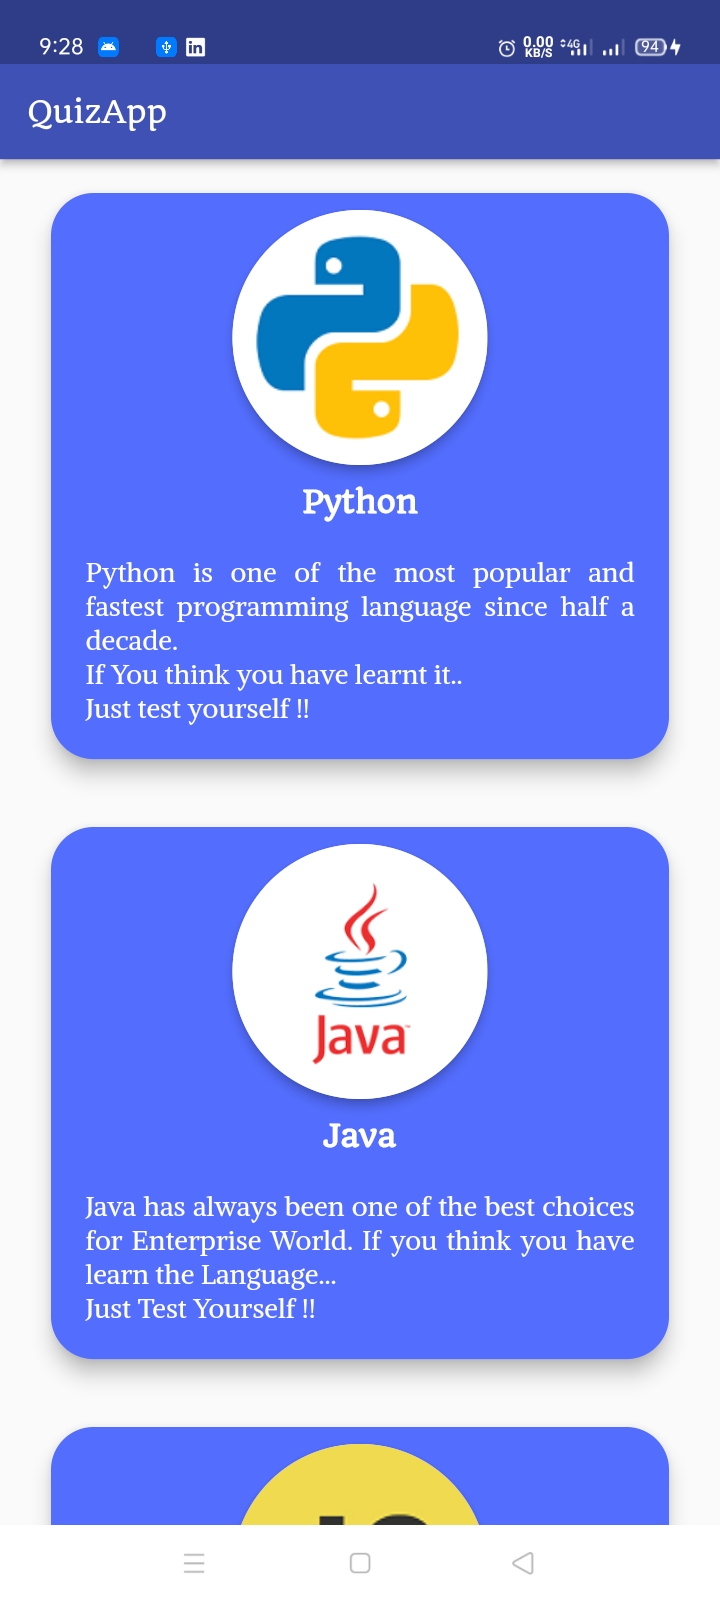 9:28
in
0.00
KB/S
4G
94
QuizApp
Python
Python is one of the most popular and
fastest programming language since half a
decade.
If You think you have learnt it..
Just test yourself !!
Java™
Java
Java has always been one of the best choices
for Enterprise World. If you think you have
learn the Language...
Just Test Yourself !!